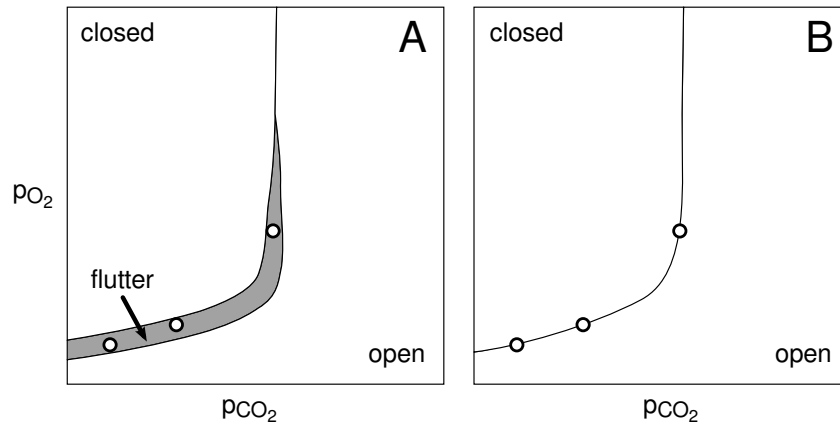 closed A
closed B
pO₂
flutter
open
open
pCO₂
pCO₂